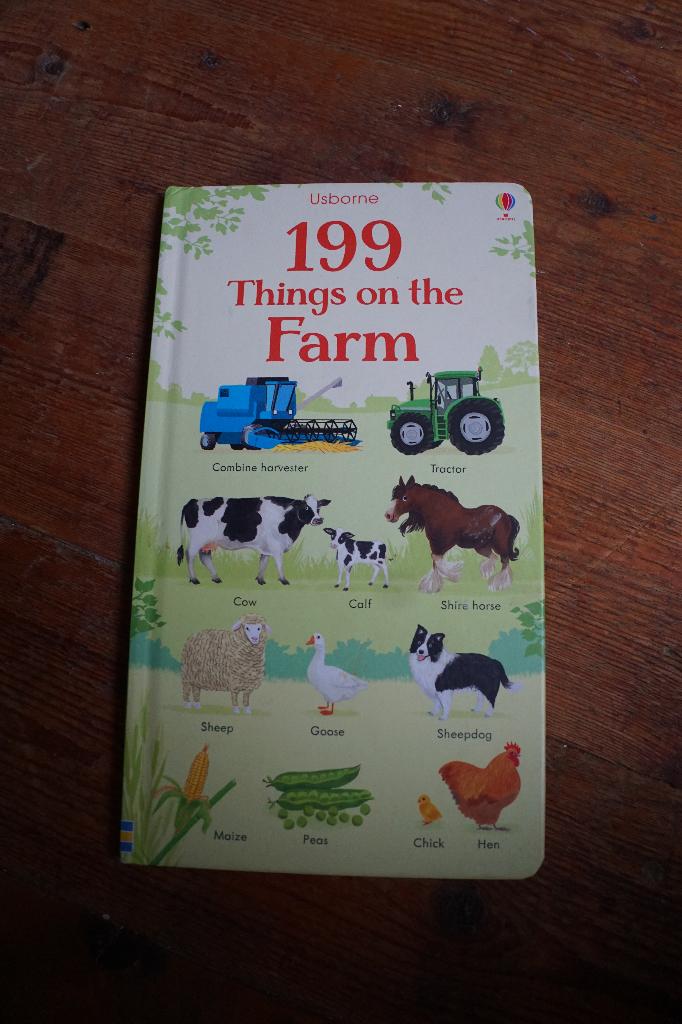 Usborne
199
Things on the
Farm
Combine harvester
Tractor
Cow
Calf
Shire horse
Sheep
Goose
Sheepdog
Maize
Peas
Chick
Hen